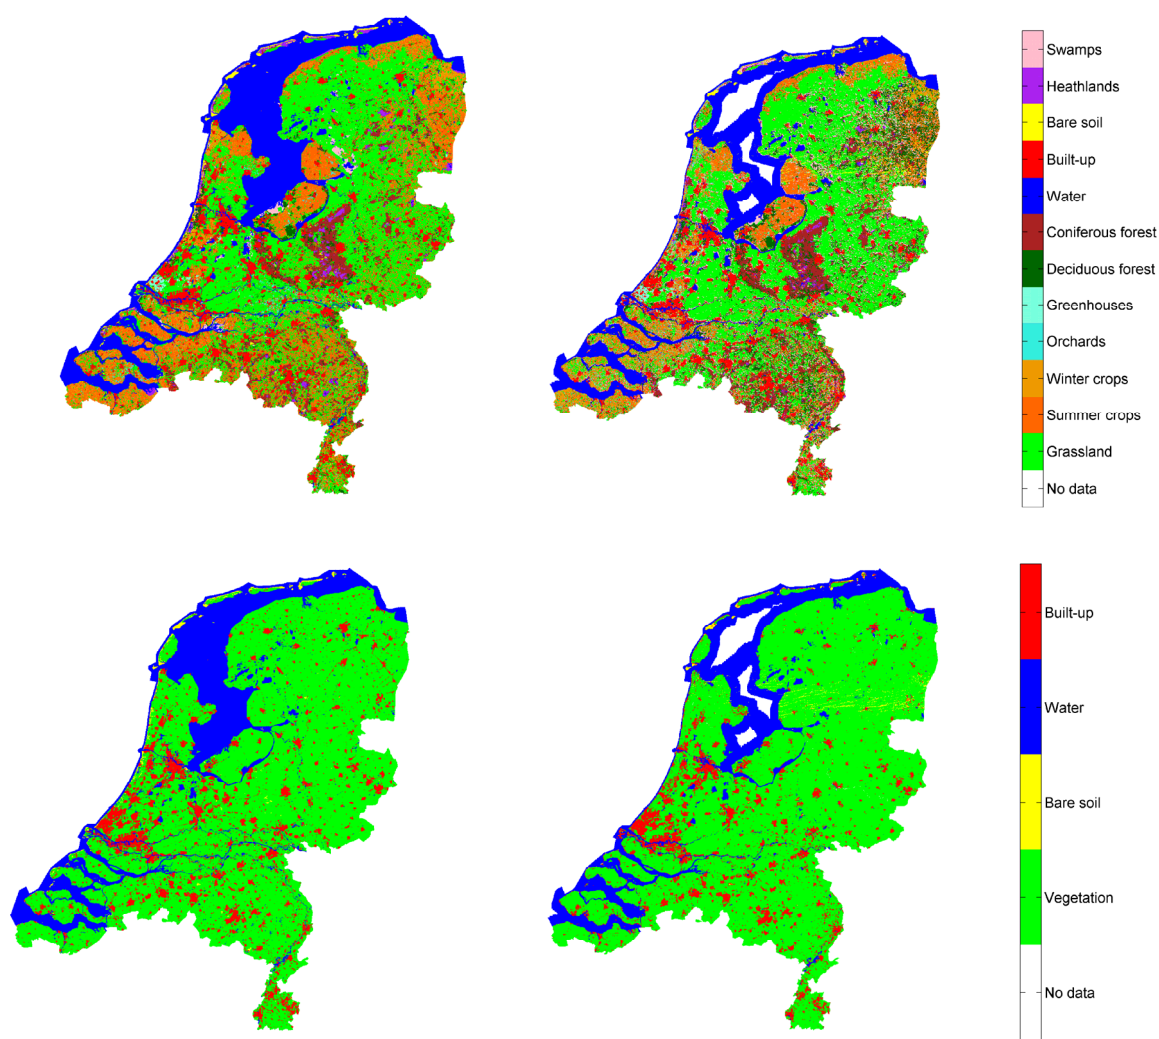 Swamps
Heathlands
Bare soil
Built-up
Water
Coniferous forest
Deciduous forest
Greenhouses
Orchards
Winter crops
Summer crops
Grassland
No data
Built-up
Water
Bare soil
Vegetation
No data